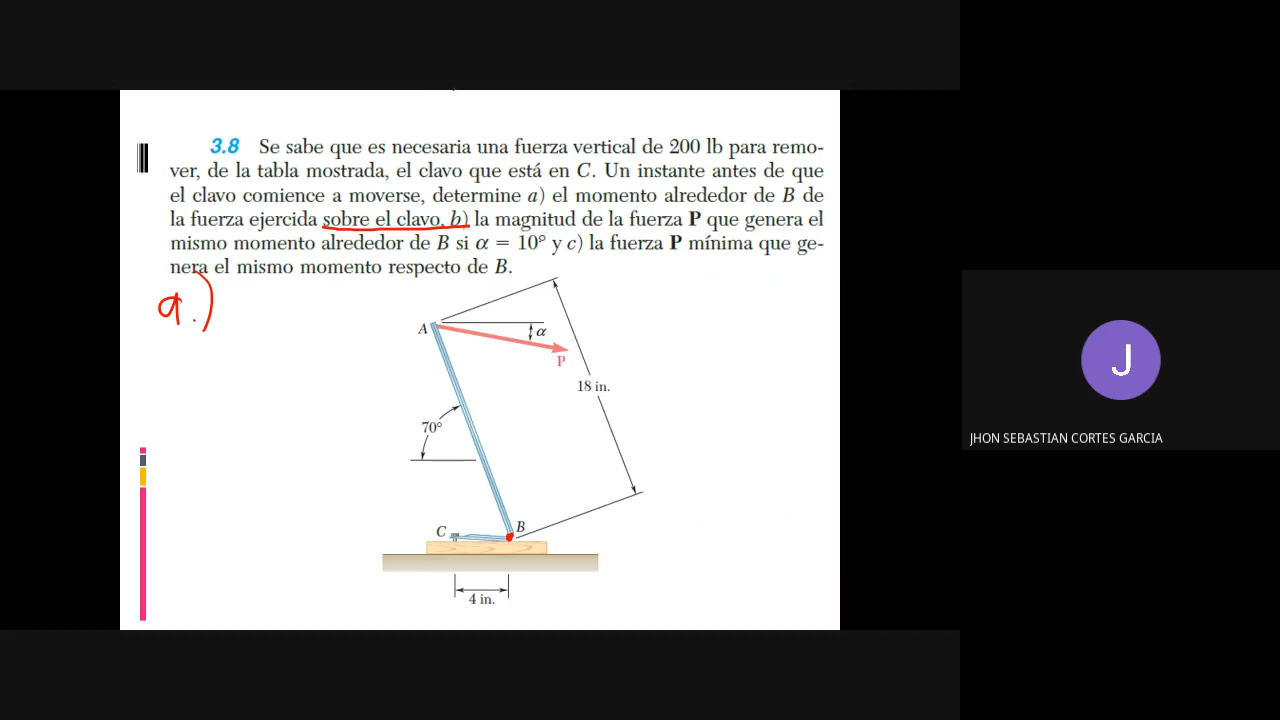 3.8 Se sabe que es necesaria una fuerza vertical de 200 lb para remo-
ver, de la tabla mostrada, el clavo que está en C. Un instante antes de que
el clavo comience a moverse, determine a) el momento alrededor de B de
la fuerza ejercida sobre el clavo, b) la magnitud de la fuerza P que genera el
mismo momento alrededor de B si α = 10° y c) la fuerza P mínima que ge-
nera el mismo momento respecto de B.
a.)
A
α
P
18 in.
70°
C
B
4 in.
J
JHON SEBASTIAN CORTES GARCIA